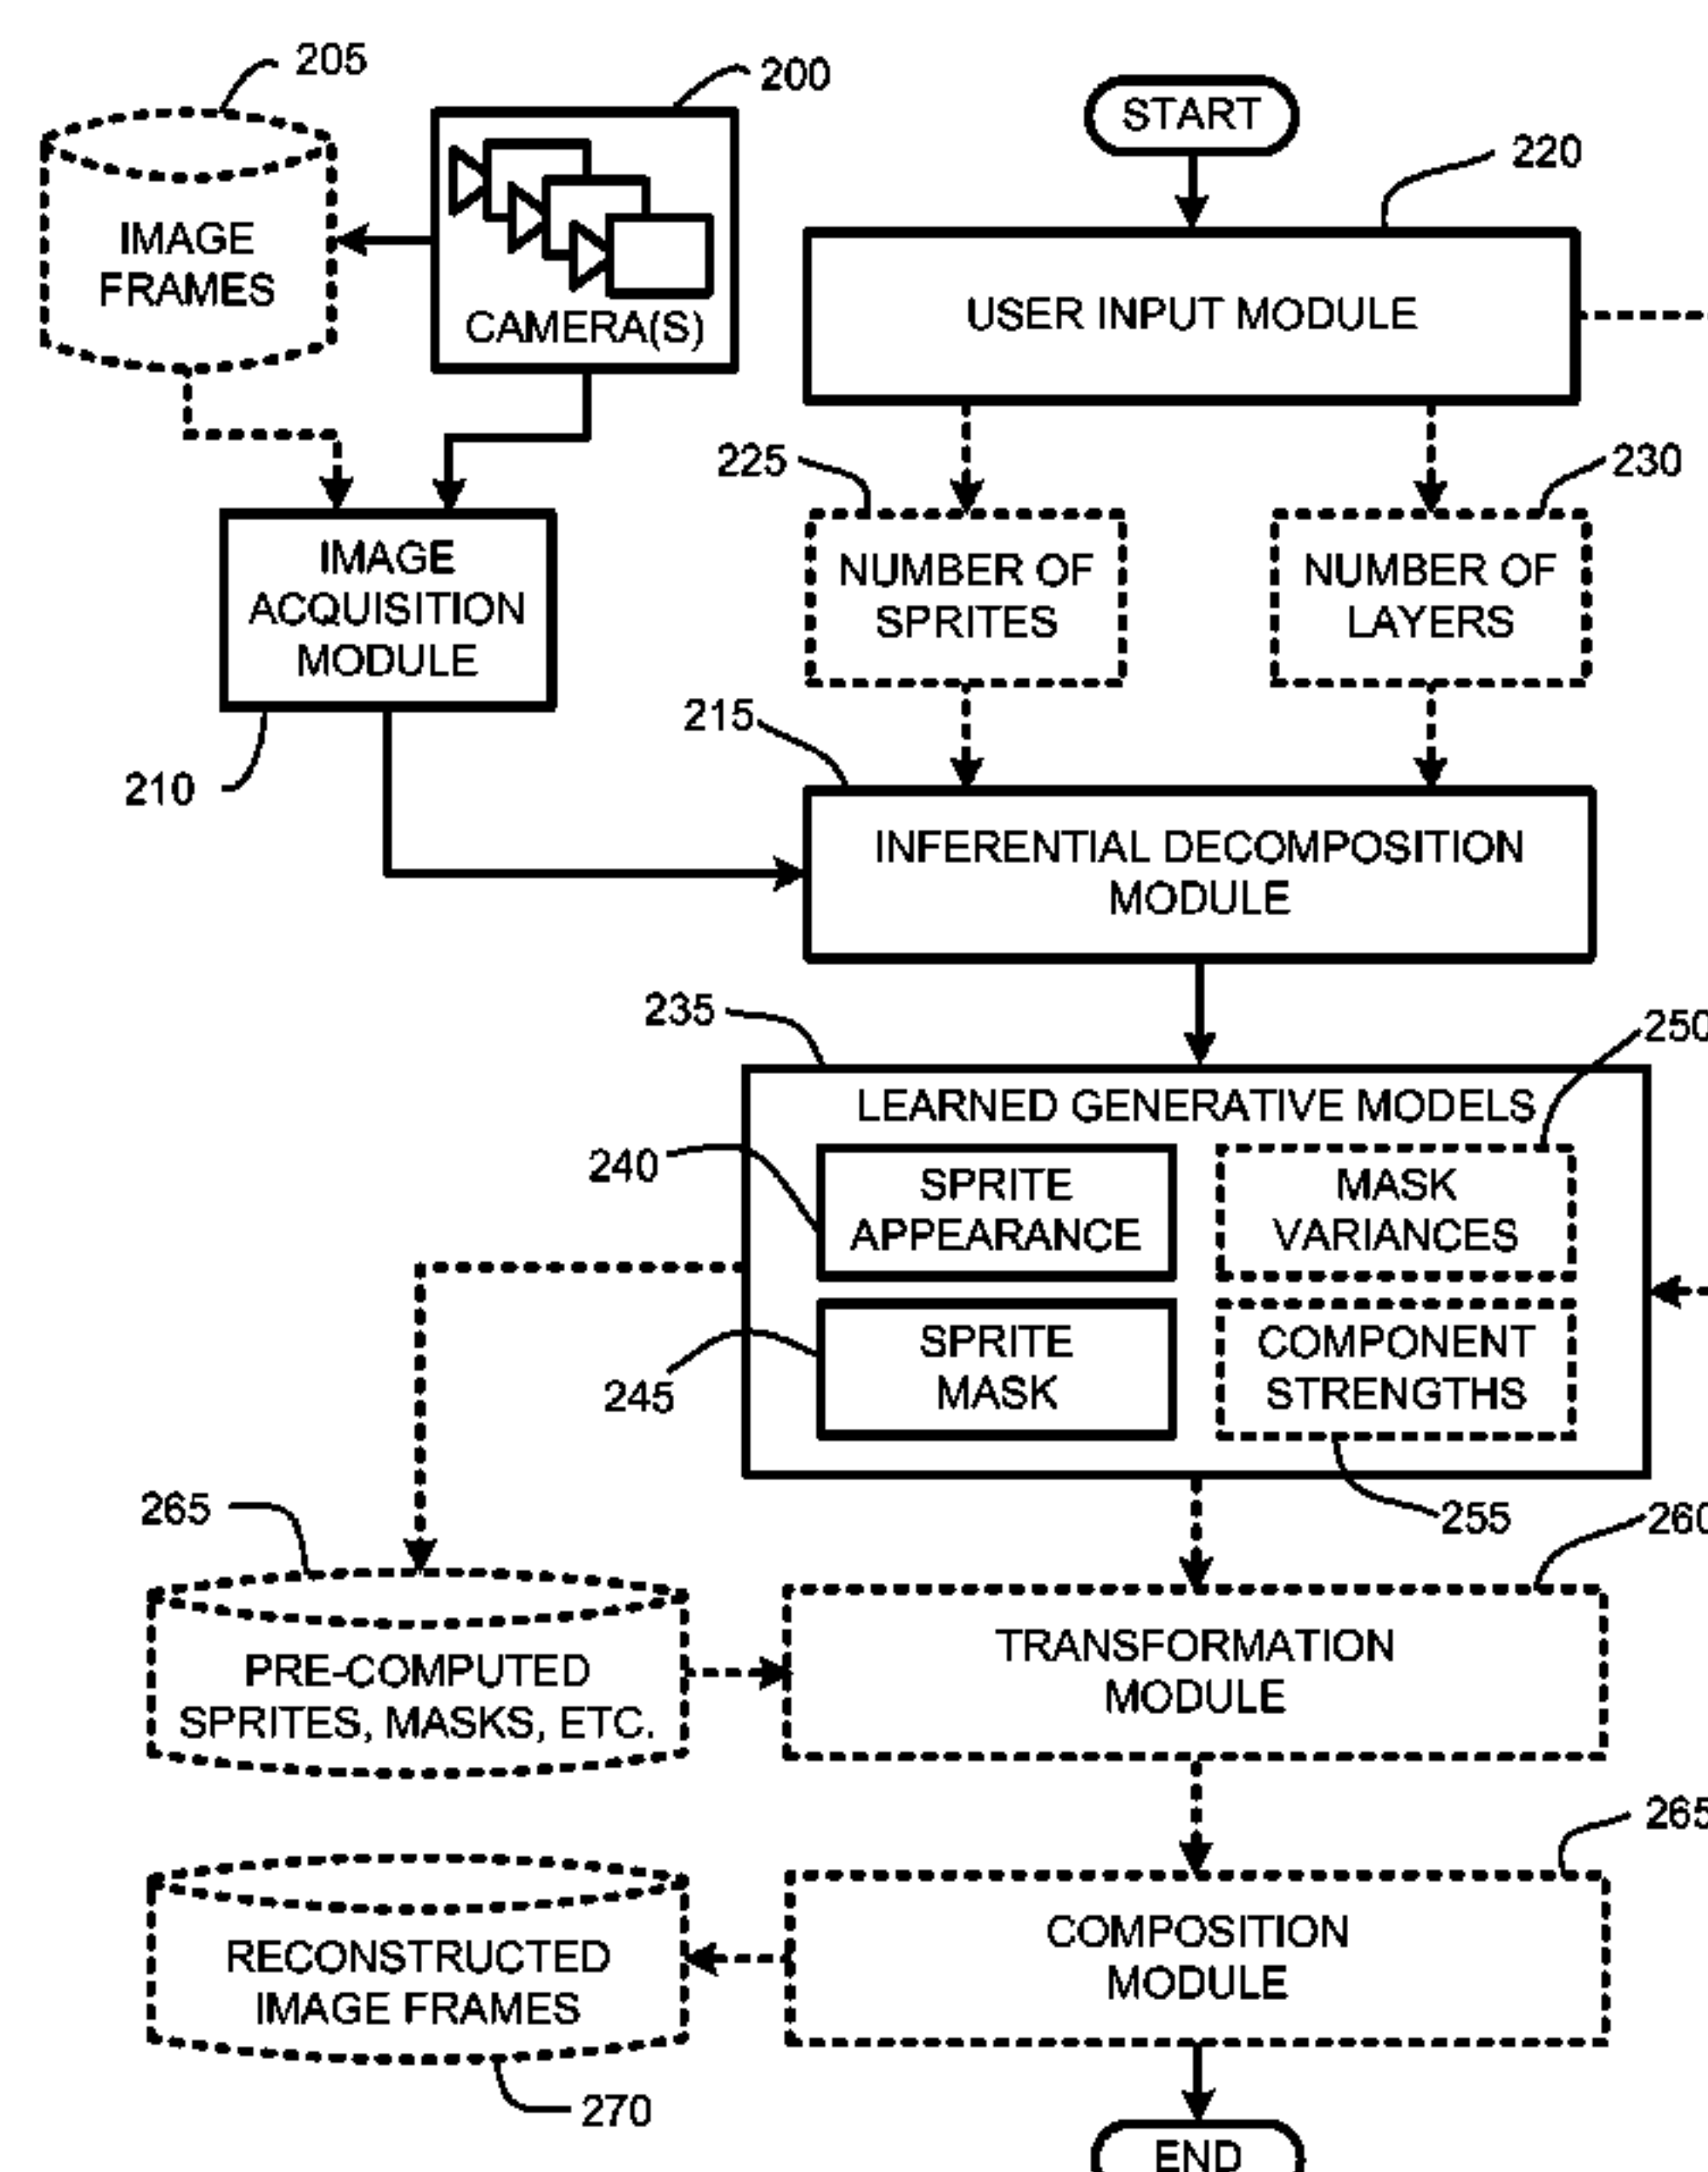 205
200
START
220
IMAGE
FRAMES
CAMERA(S)
USER INPUT MODULE
225
230
IMAGE
ACQUISITION
MODULE
NUMBER OF
SPRITES
NUMBER OF
LAYERS
215
210
INFERENTIAL DECOMPOSITION
MODULE
235
250
LEARNED GENERATIVE MODELS
240
SPRITE
APPEARANCE
MASK
VARIANCES
245
SPRITE
MASK
COMPONENT
STRENGTHS
265
255
260
PRE-COMPUTED
SPRITES, MASKS, ETC.
TRANSFORMATION
MODULE
265
RECONSTRUCTED
IMAGE FRAMES
COMPOSITION
MODULE
270
END